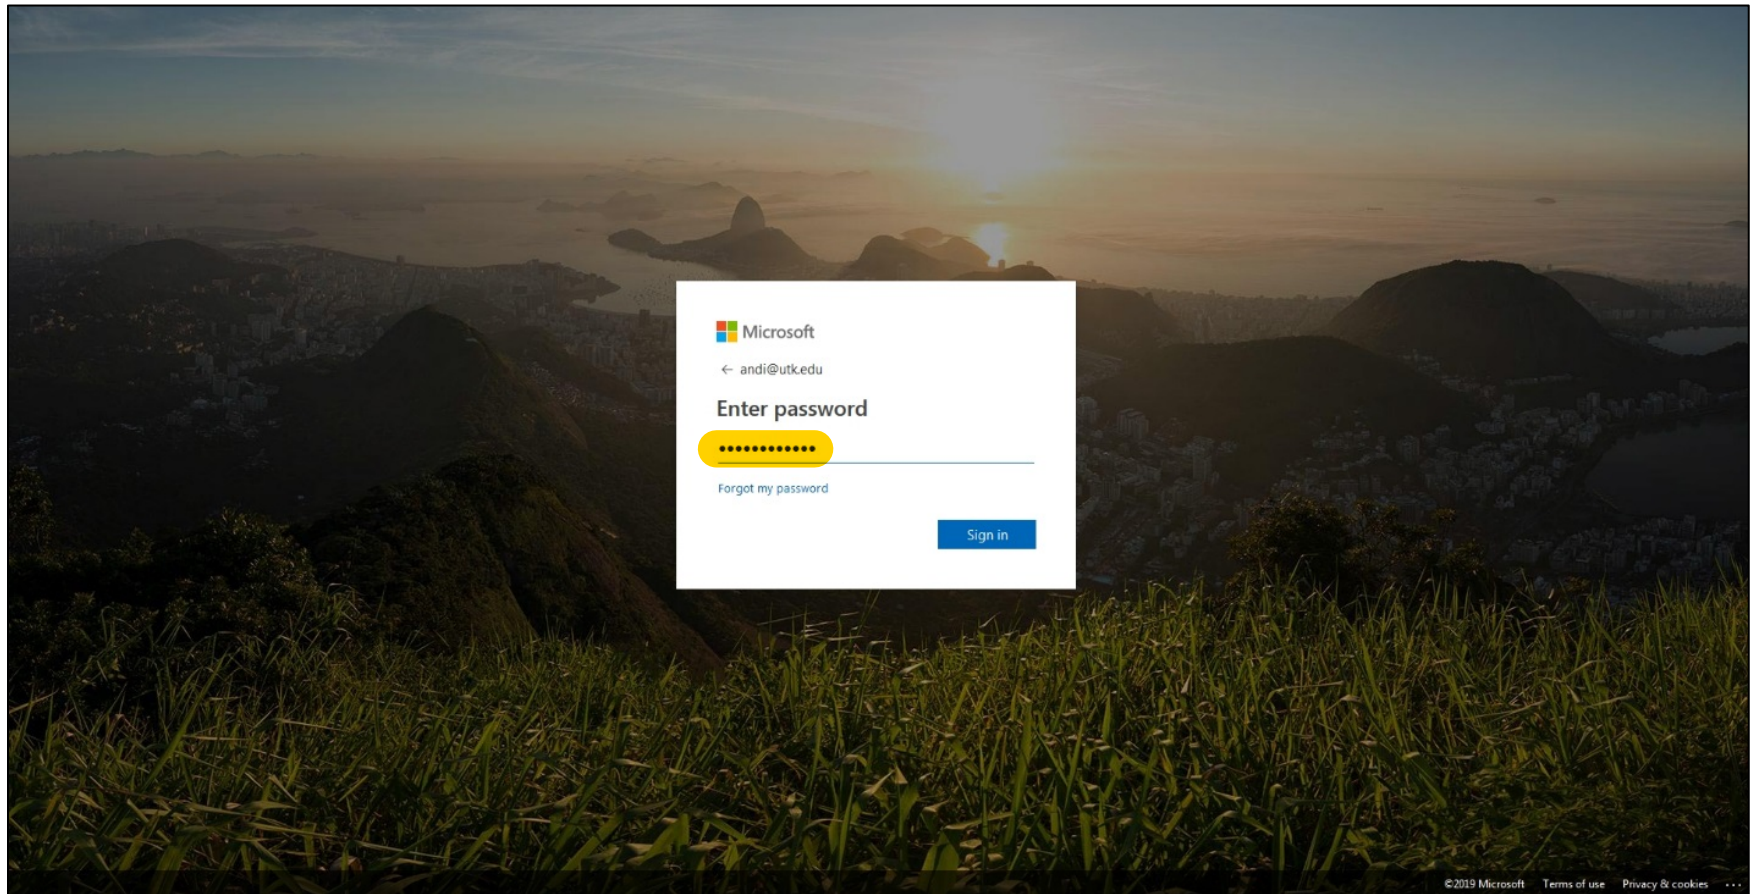 Microsoft
← andi@utk.edu
Enter password
••••••••••••
Forgot my password
Sign in
©2019 Microsoft Terms of use Privacy & cookies ...